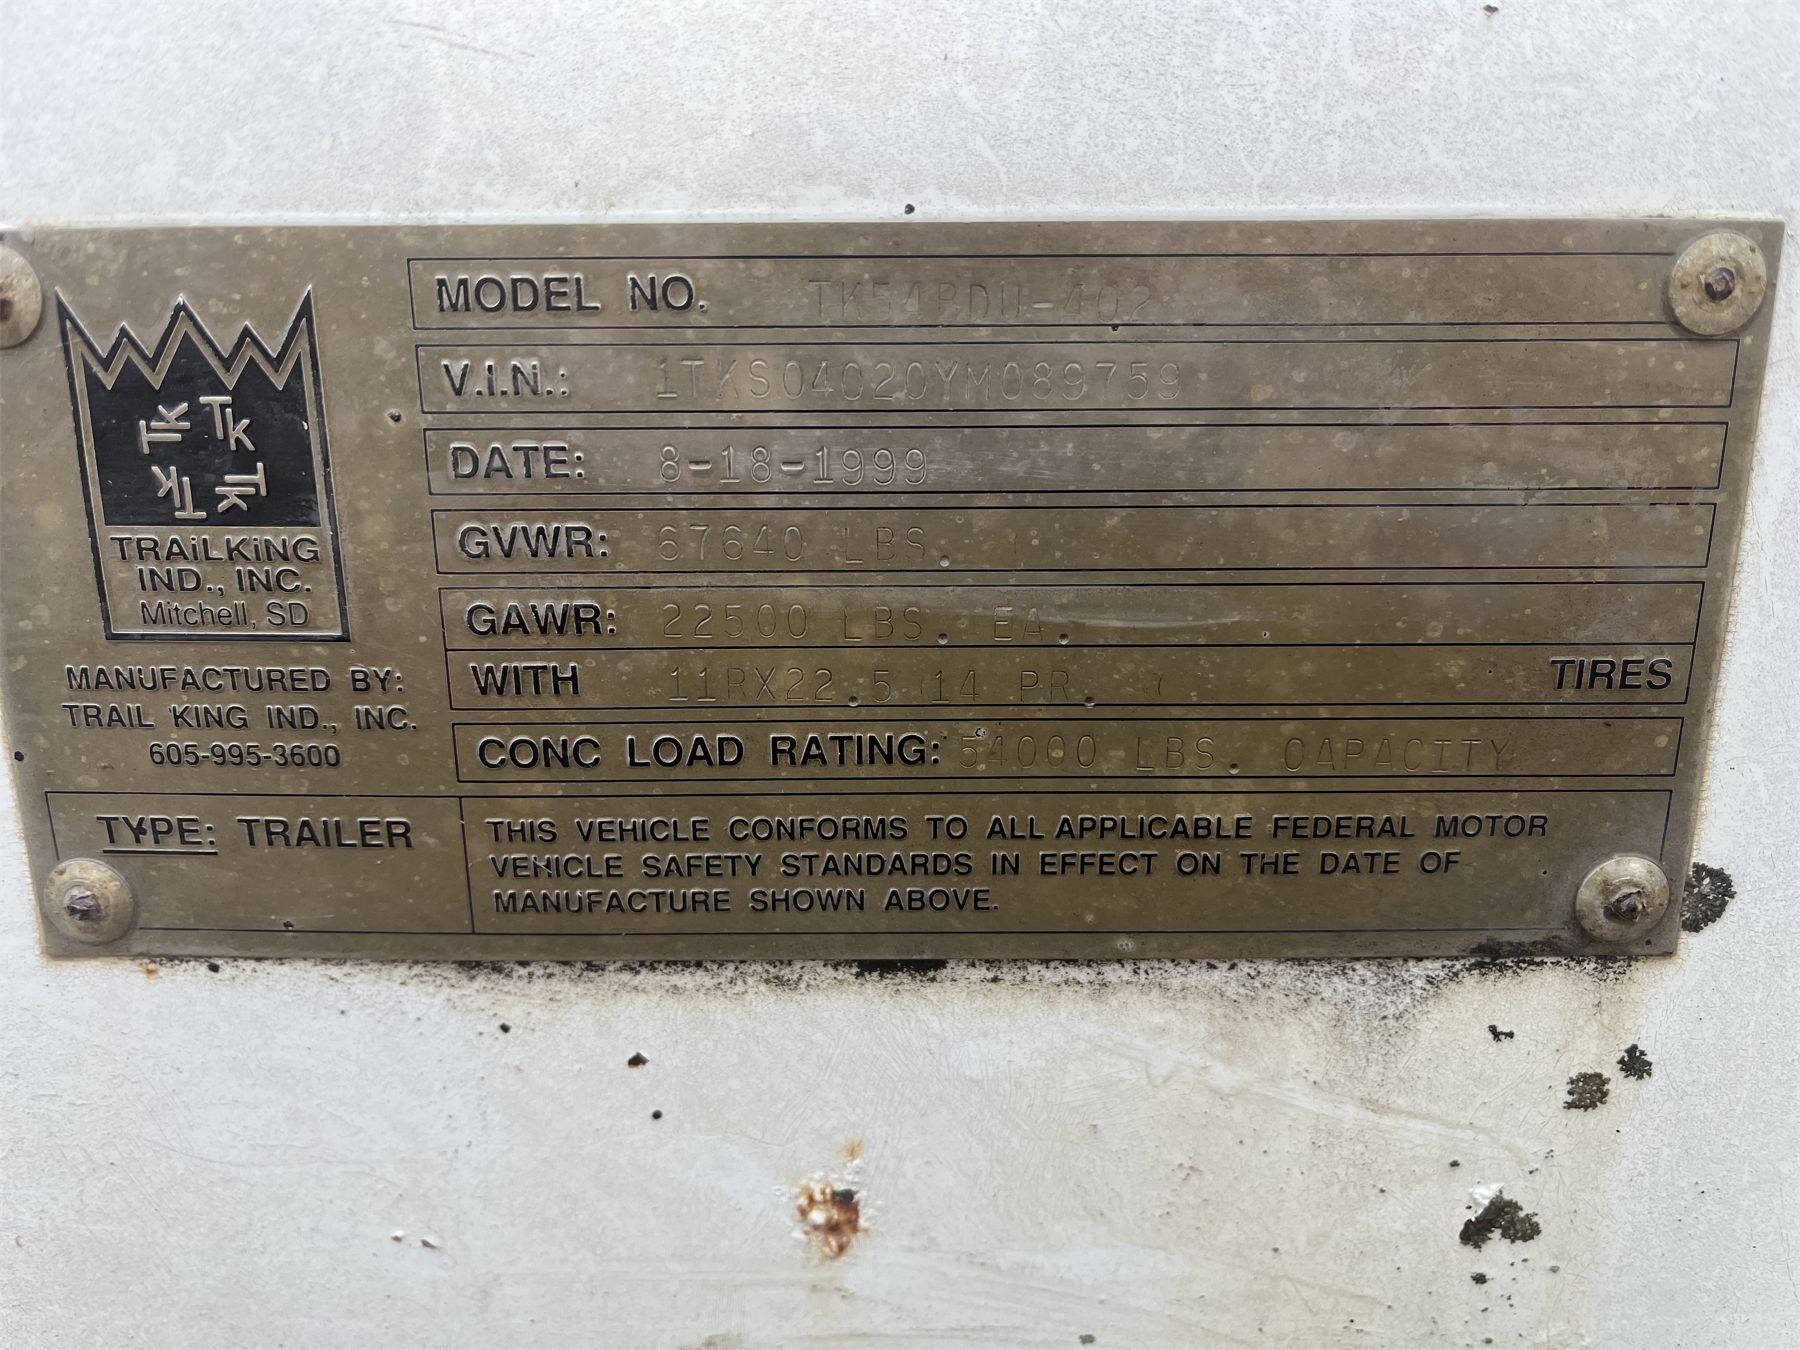 MODEL NO. TK54BDU-402
V.I.N.: 1TKS04020YM089759
DATE: 8-18-1999
GVWR: 67640 LBS.
GAWR: 22500 LBS. EA.
WITH 11RX22.5 14 PR. TIRES
CONC LOAD RATING: 54000 LBS. CAPACITY
TK TK
TK TK
TRAiLKiNG
IND., INC.
Mitchell, SD
MANUFACTURED BY:
TRAIL KING IND., INC.
605-995-3600
TYPE: TRAILER
THIS VEHICLE CONFORMS TO ALL APPLICABLE FEDERAL MOTOR
VEHICLE SAFETY STANDARDS IN EFFECT ON THE DATE OF
MANUFACTURE SHOWN ABOVE.